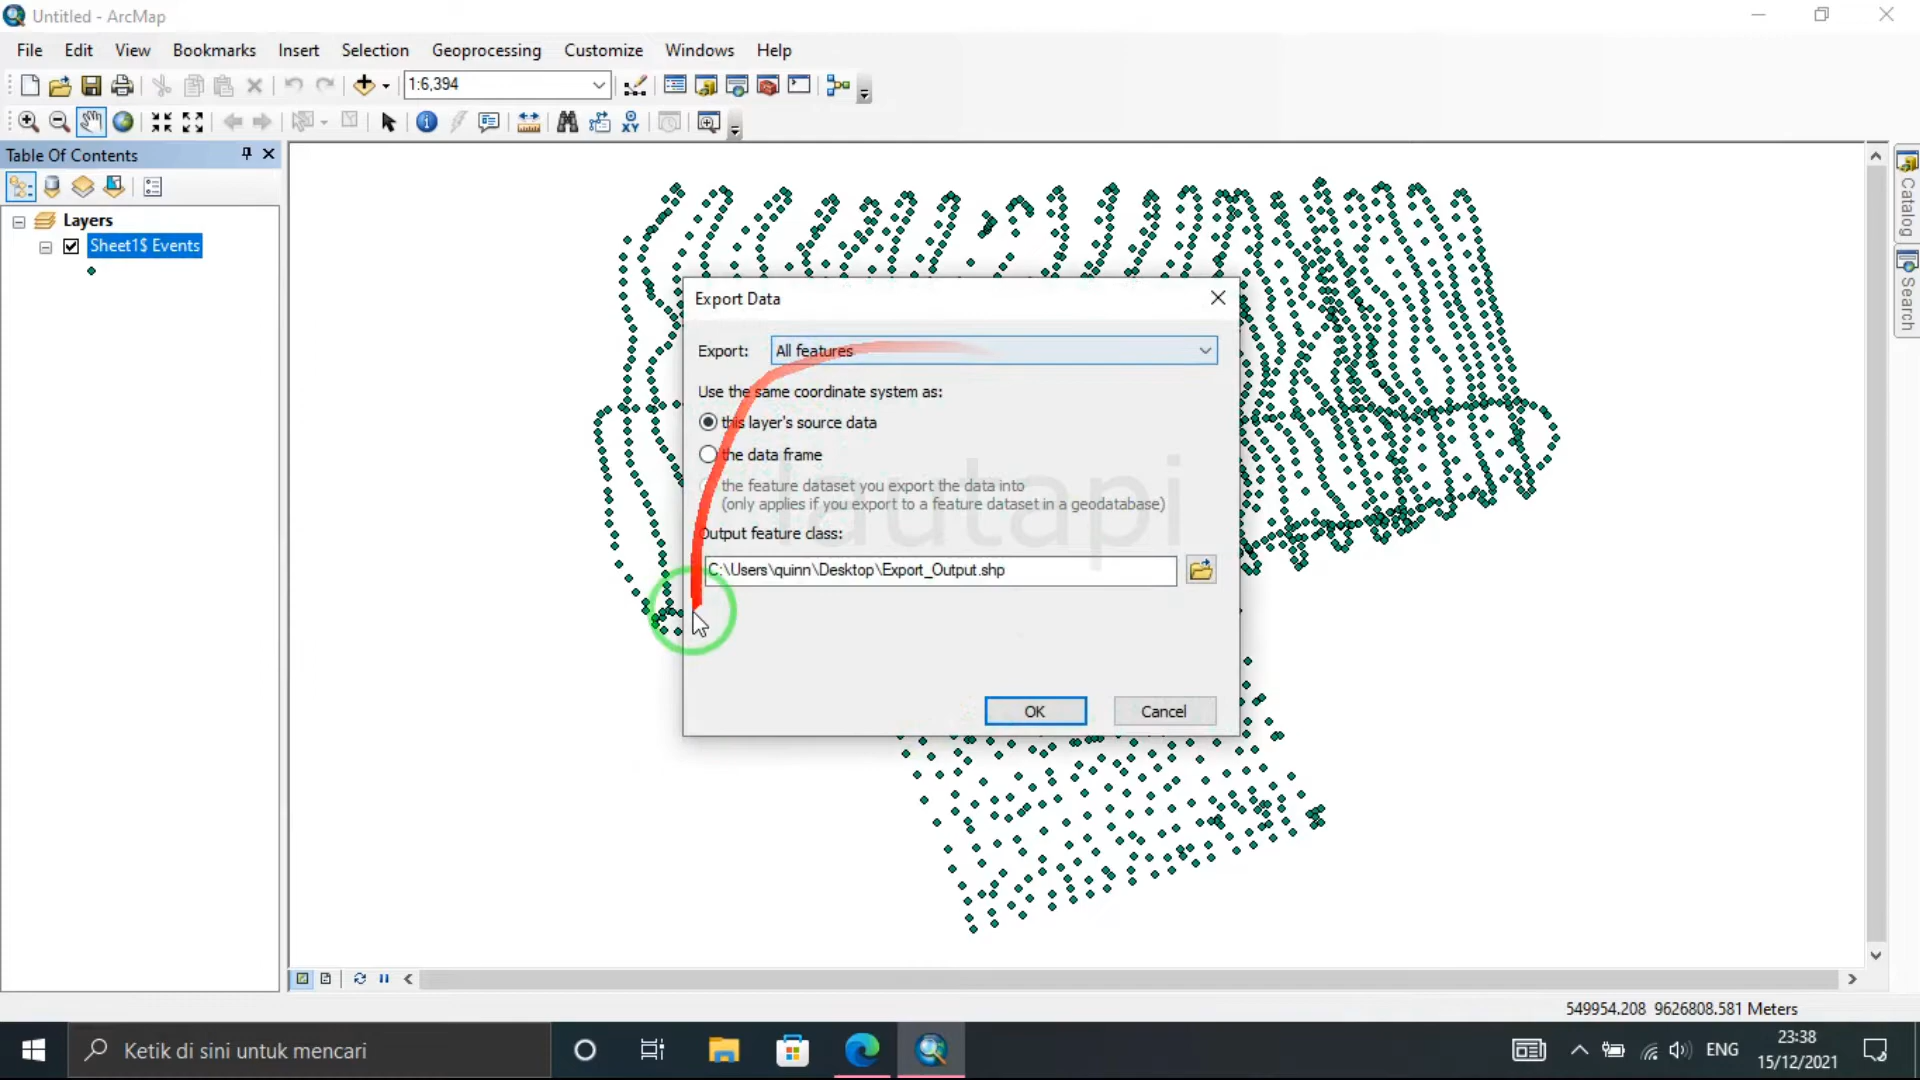 Untitled - ArcMap
File Edit View Bookmarks Insert Selection Geoprocessing Customize Windows Help
1:6,394
XY
Table Of Contents
Layers
Sheet1$ Events
Export Data
Export: All features
Use the same coordinate system as:
this layer's source data
the data frame
the feature dataset you export the data into
(only applies if you export to a feature dataset in a geodatabase)
Output feature class:
C:\Users\quinn\Desktop\Export_Output.shp
OK Cancel
lautapi
Catalog
Search
549954.208 9626808.581 Meters
Ketik di sini untuk mencari
ENG
23:38
15/12/2021